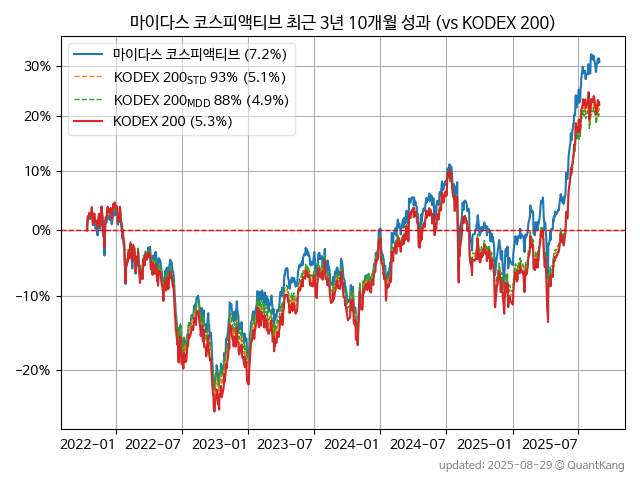 마이다스 코스피액티브 최근 3년 10개월 성과 (vs KODEX 200)
마이다스 코스피액티브 (7.2%)
KODEX 200STD 93% (5.1%)
KODEX 200MDD 88% (4.9%)
KODEX 200 (5.3%)
30%
20%
10%
0%
−10%
−20%
2022-01 2022-07 2023-01 2023-07 2024-01 2024-07 2025-01 2025-07
updated: 2025-08-29 © QuantKang